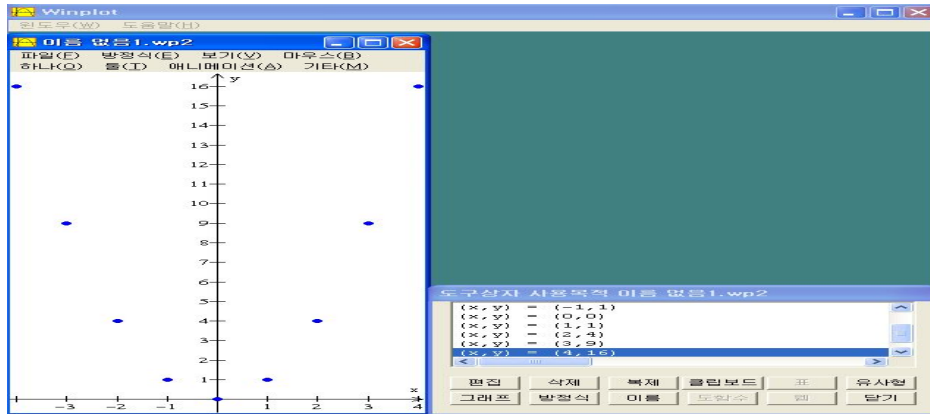 Winplot
윈도우(W) 도움말(H)
이름 없음1.wp2
파일(F) 방정식(E) 보기(V) 마우스(B)
하나(O) 둘(T) 애니메이션(A) 기타(M)
y
16
15
14
13
12
11
10
9
8
7
6
5
4
3
2
1
x
-3 -2 -1 1 2 3 4
도구상자 사용목적 이름 없음1.wp2
(x,y) = (-1,1)
(x,y) = (0,0)
(x,y) = (1,1)
(x,y) = (2,4)
(x,y) = (3,9)
(x,y) = (4,16)
편집 삭제 복제 클립보드 표 유사형
그래프 방정식 이름 도함수 웹 닫기